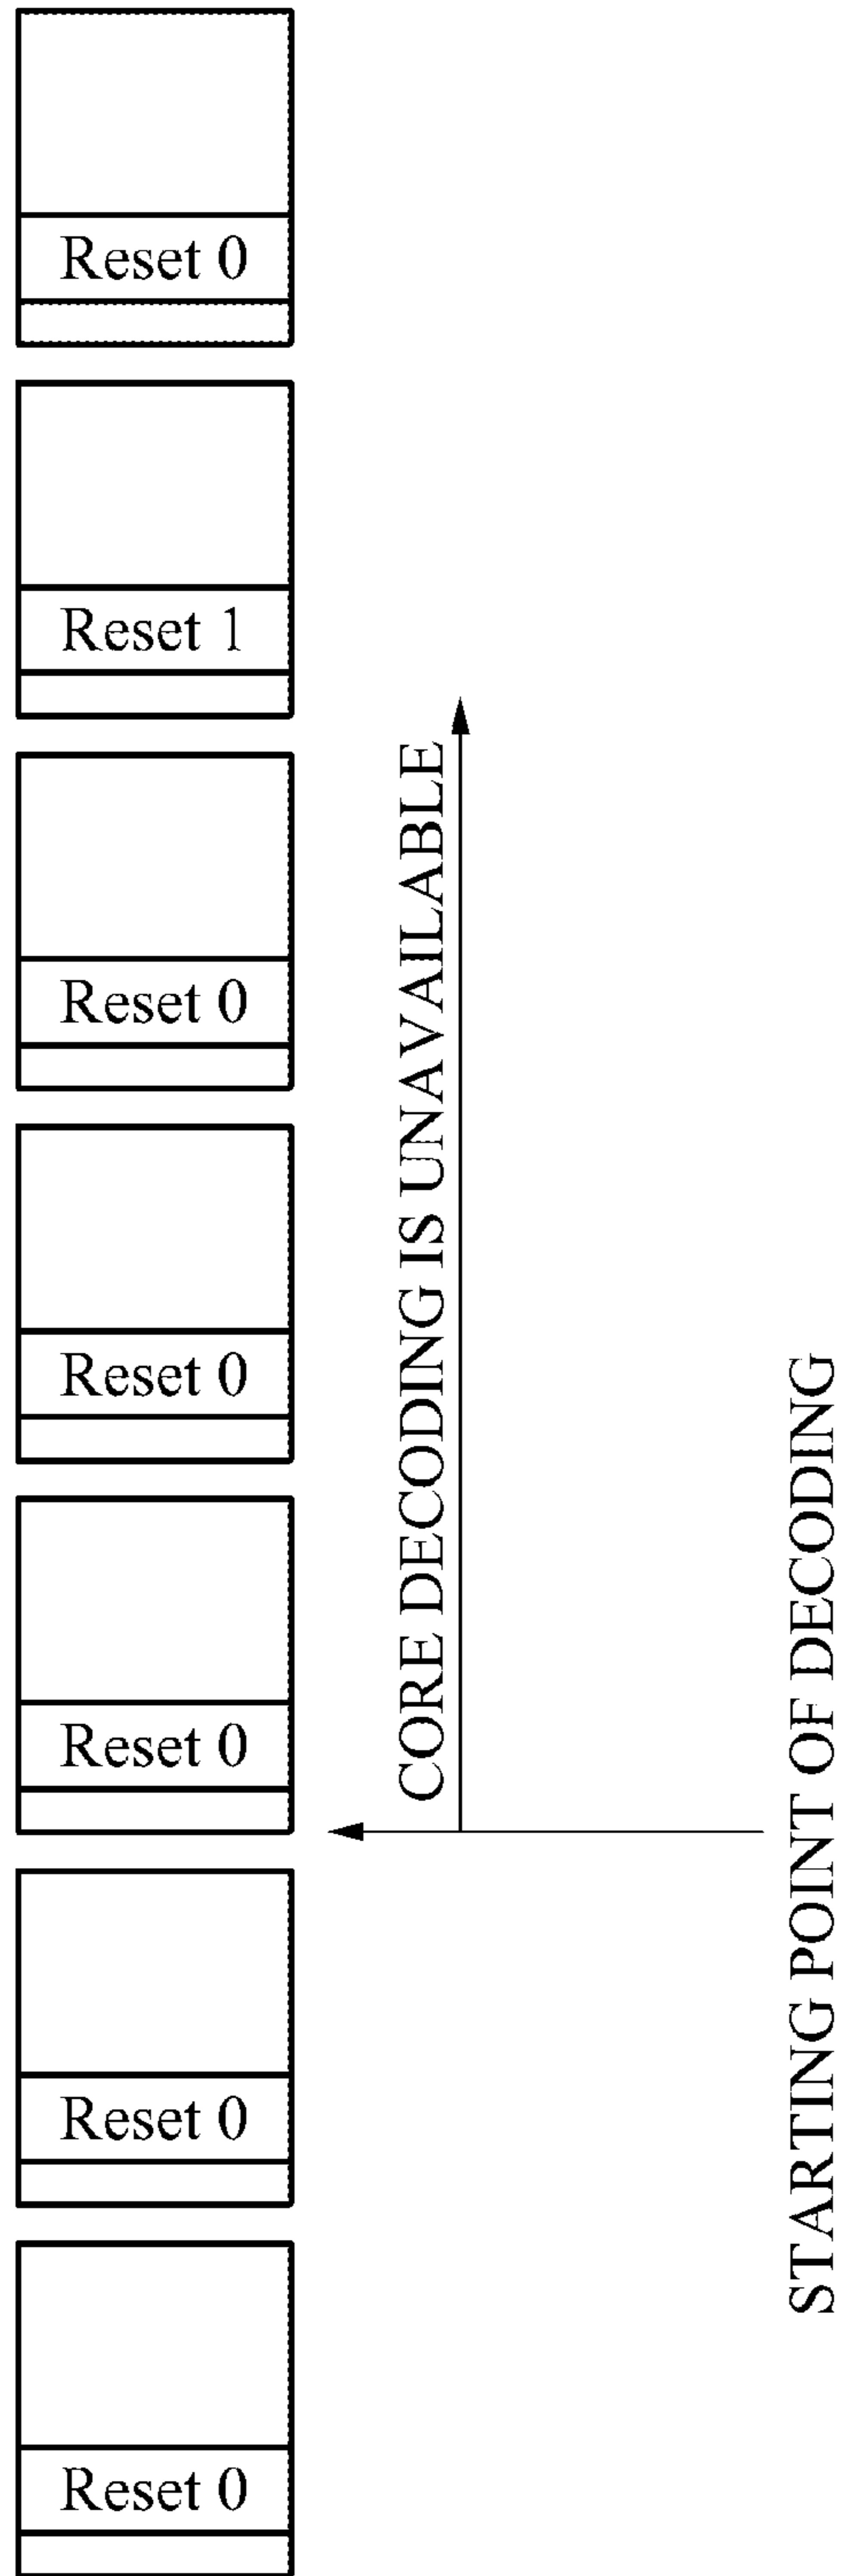 Reset 0
Reset 1
Reset 0
Reset 0
Reset 0
Reset 0
Reset 0
CORE DECODING IS UNAVAILABLE
STARTING POINT OF DECODING